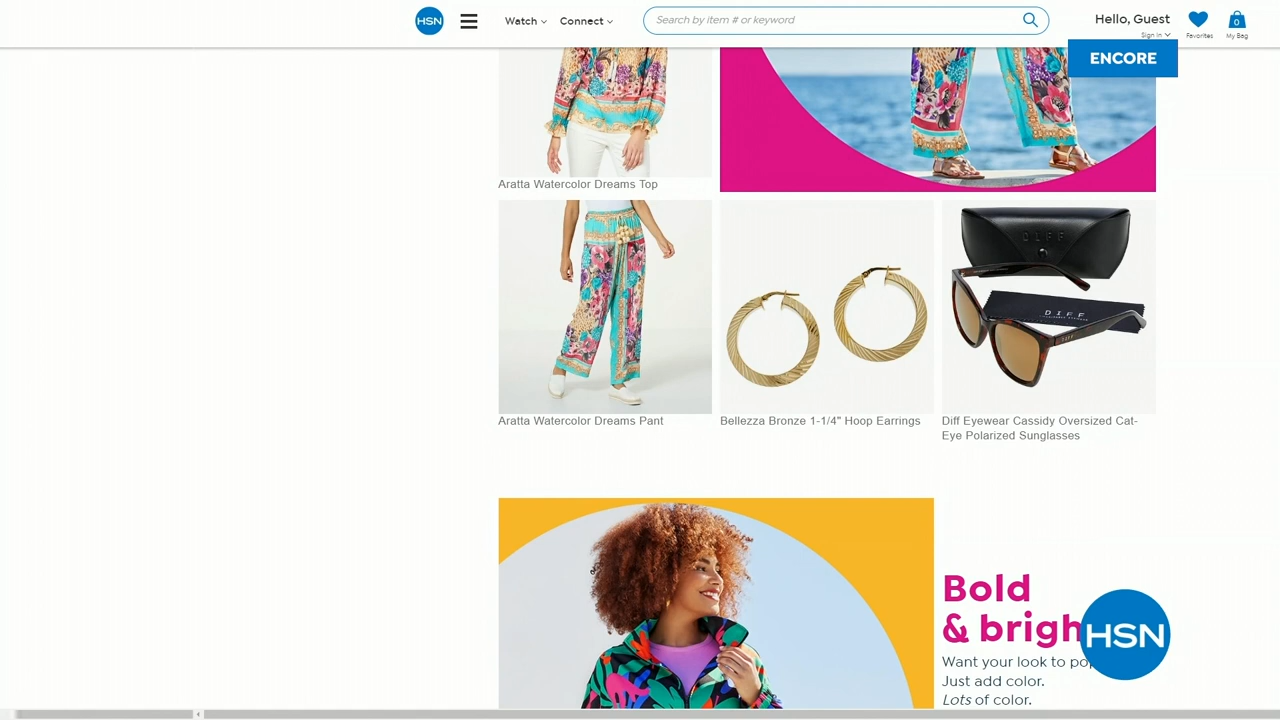 HSN
Watch
Connect
Search by item # or keyword
Hello, Guest
Sign In
Favorites
0
My Bag
ENCORE
Aratta Watercolor Dreams Top
DIFF
DIFF
Aratta Watercolor Dreams Pant
Bellezza Bronze 1-1/4" Hoop Earrings
Diff Eyewear Cassidy Oversized Cat-
Eye Polarized Sunglasses
Bold
& brigh
HSN
Want your look to po
Just add color.
Lots of color.